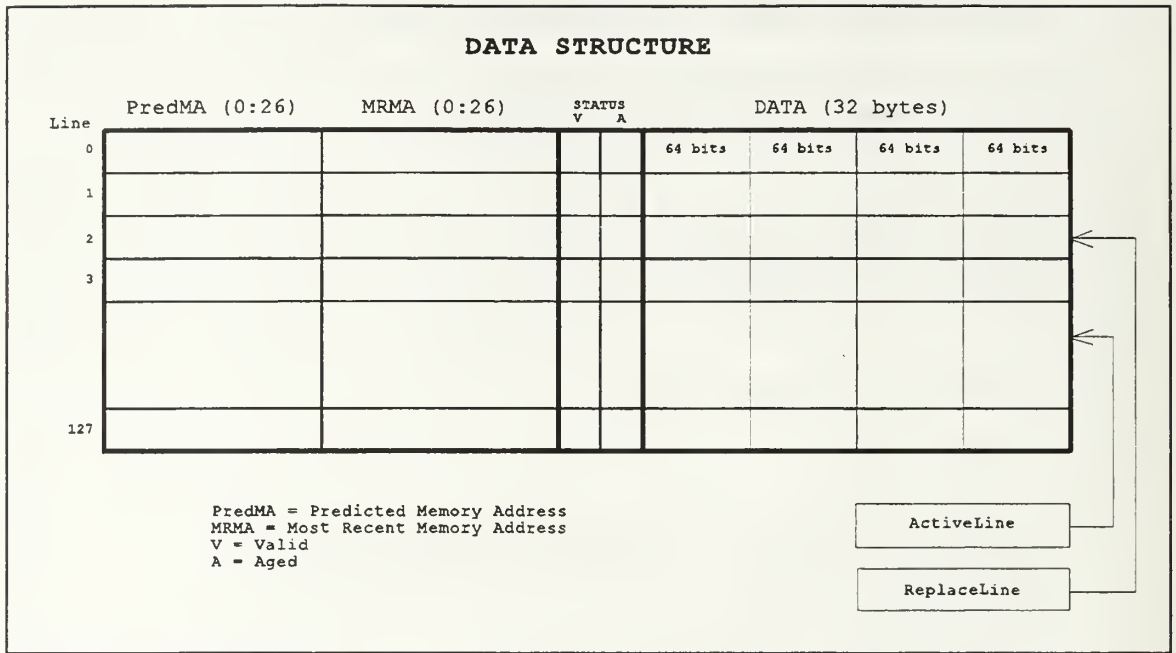 DATA STRUCTURE
PredMA (0:26) MRMA (0:26) STATUS DATA (32 bytes)
V A
Line
0 64 bits 64 bits 64 bits 64 bits
1
2
3
127
PredMA = Predicted Memory Address
MRMA = Most Recent Memory Address
V = Valid
A = Aged
ActiveLine
ReplaceLine